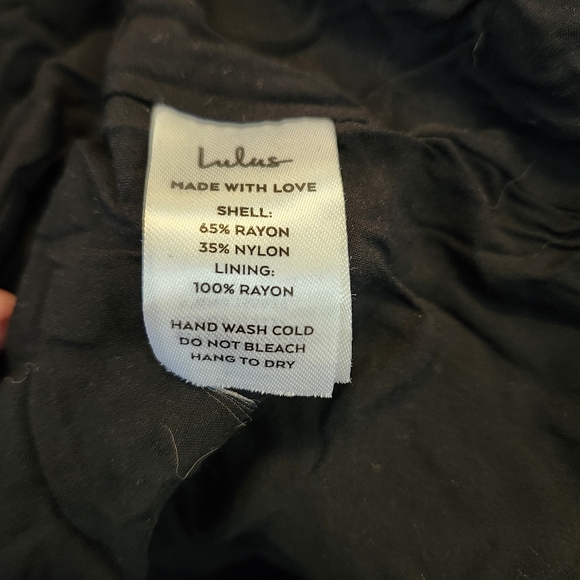 Lulus
MADE WITH LOVE
SHELL:
65% RAYON
35% NYLON
LINING:
100% RAYON
HAND WASH COLD
DO NOT BLEACH
HANG TO DRY